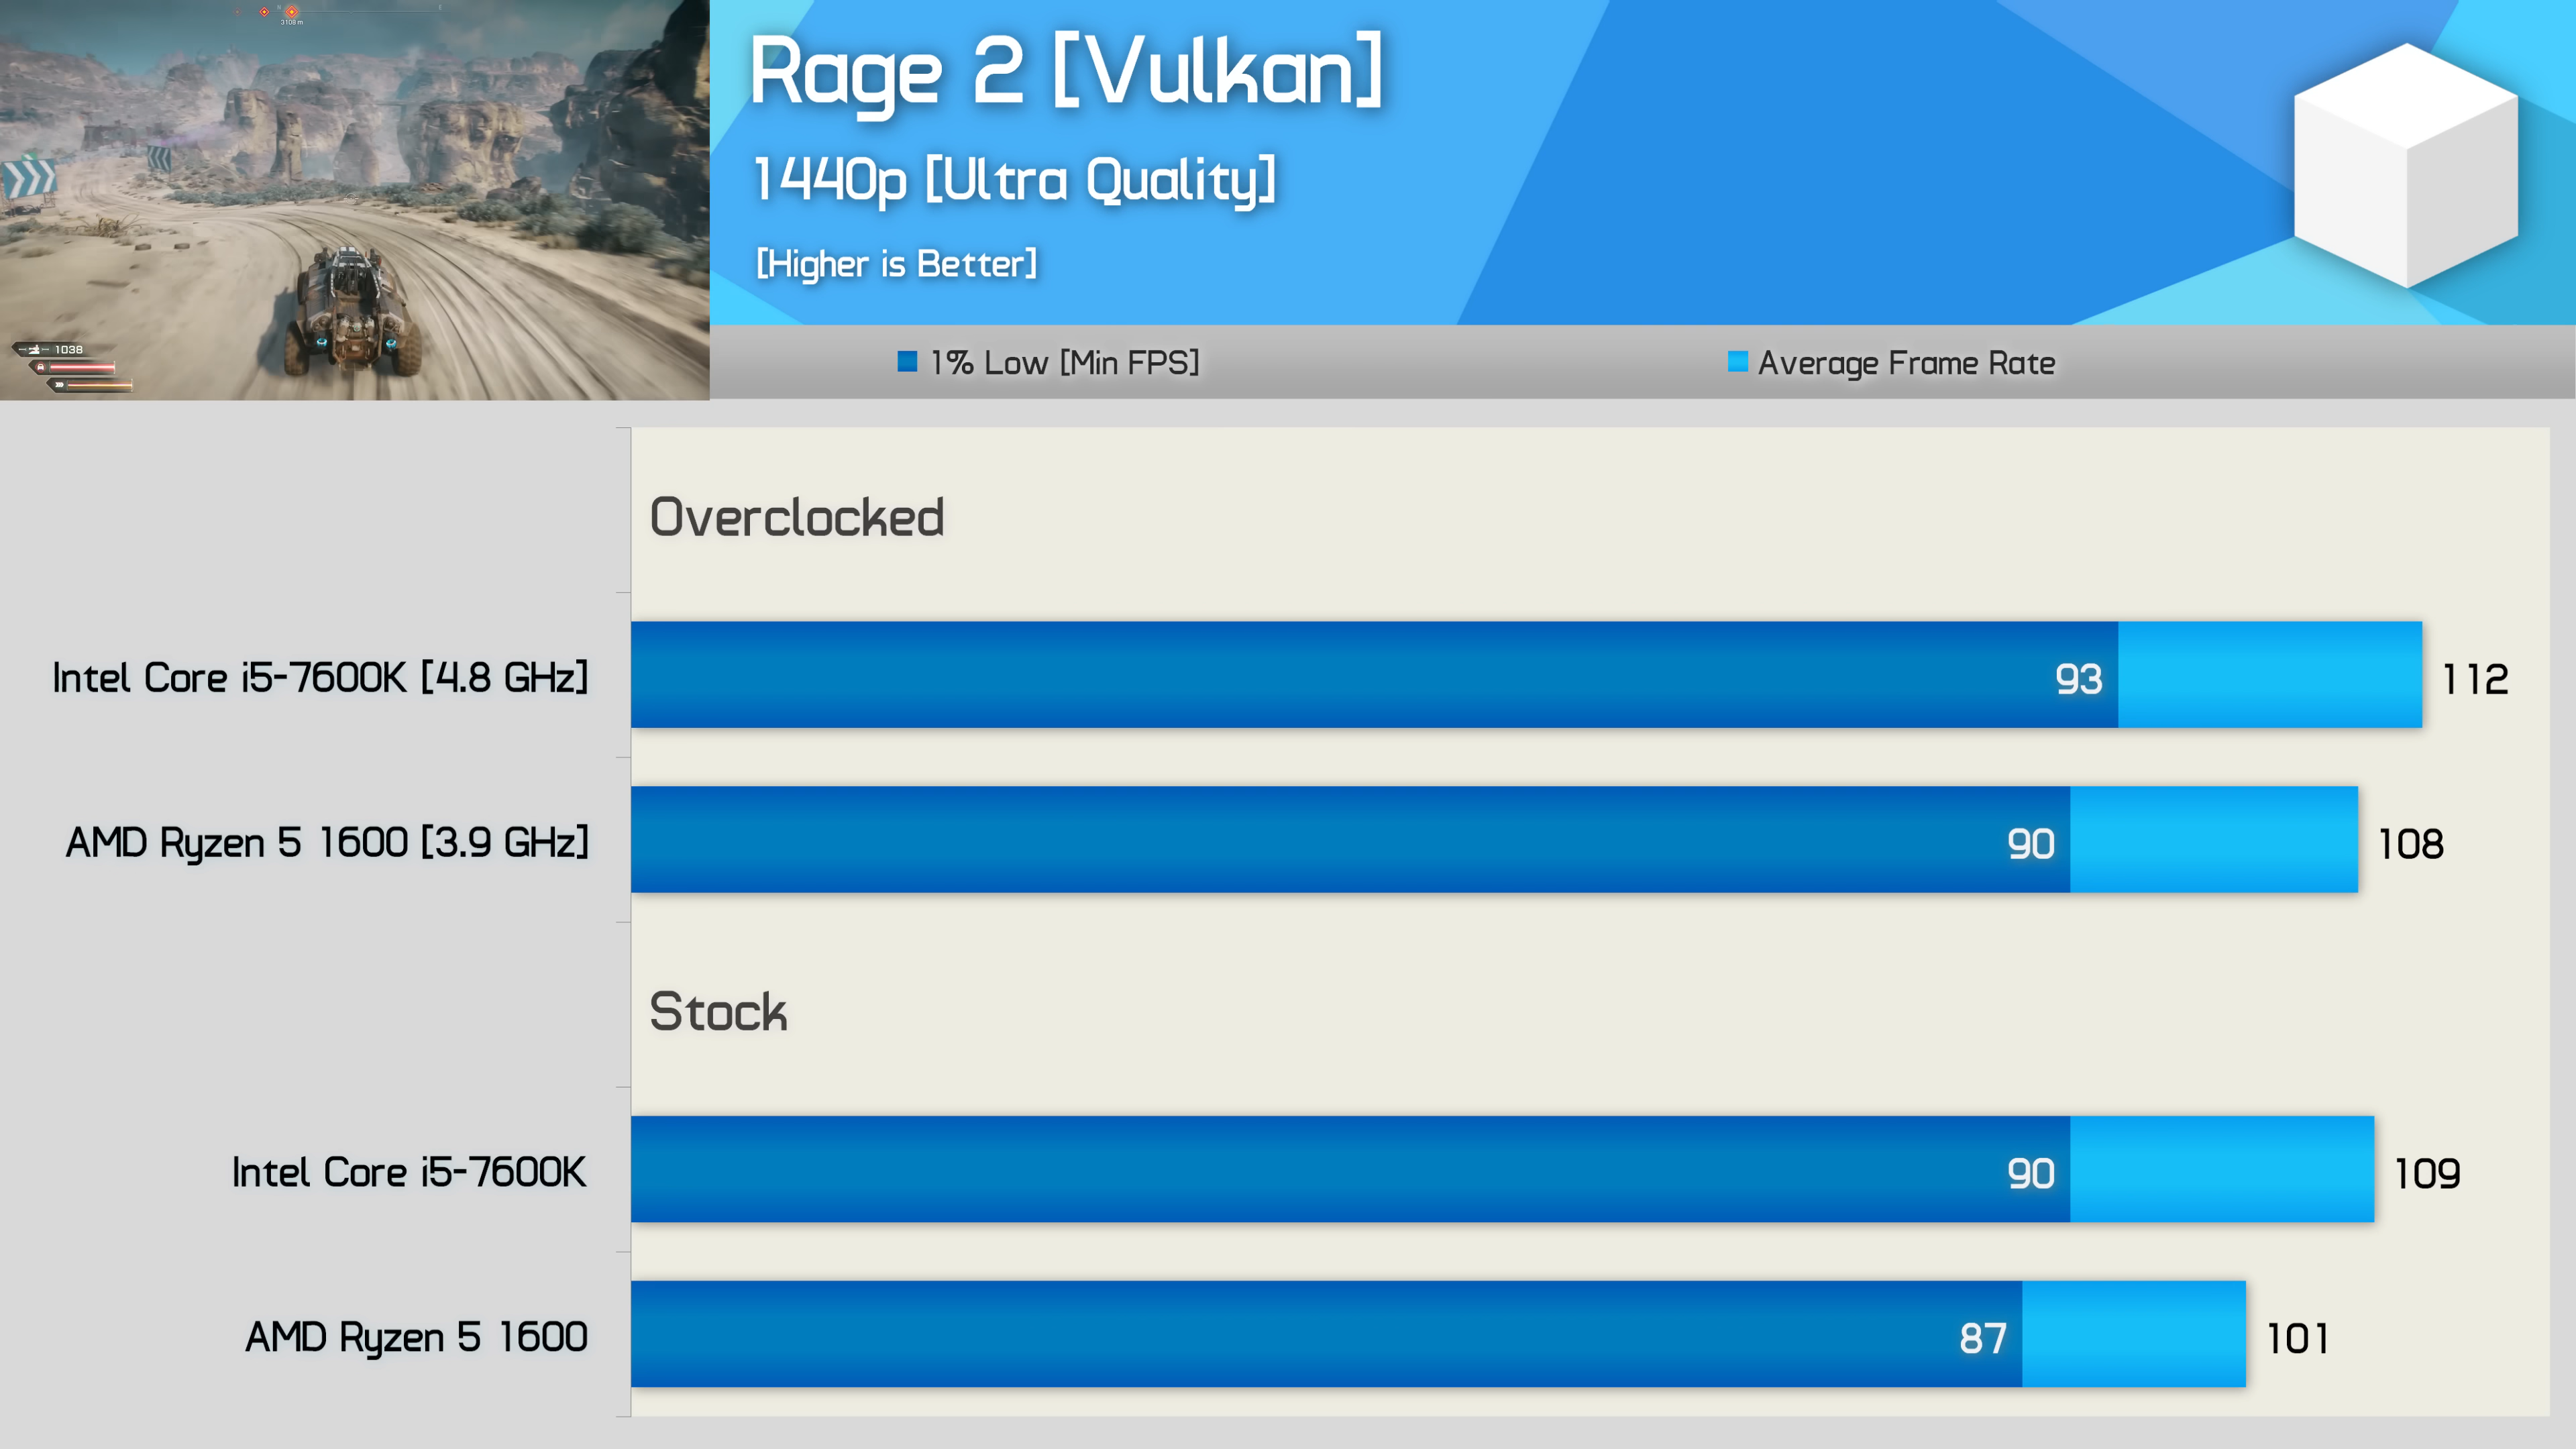 3108 m
1038
Rage 2 [Vulkan]
1440p [Ultra Quality]
[Higher is Better]
1% Low [Min FPS]
Average Frame Rate
Overclocked
Intel Core i5-7600K [4.8 GHz]
93
112
AMD Ryzen 5 1600 [3.9 GHz]
90
108
Stock
Intel Core i5-7600K
90
109
AMD Ryzen 5 1600
87
101